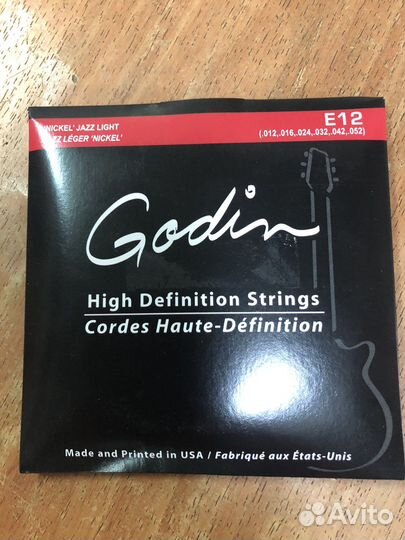 'NICKEL' JAZZ LIGHT
JAZZ LÉGER 'NICKEL'
E12
(.012,.016,.024,.032,.042,.052)
Godin
High Definition Strings
Cordes Haute-Définition
Made and Printed in USA / Fabriqué aux États-Unis
Avito